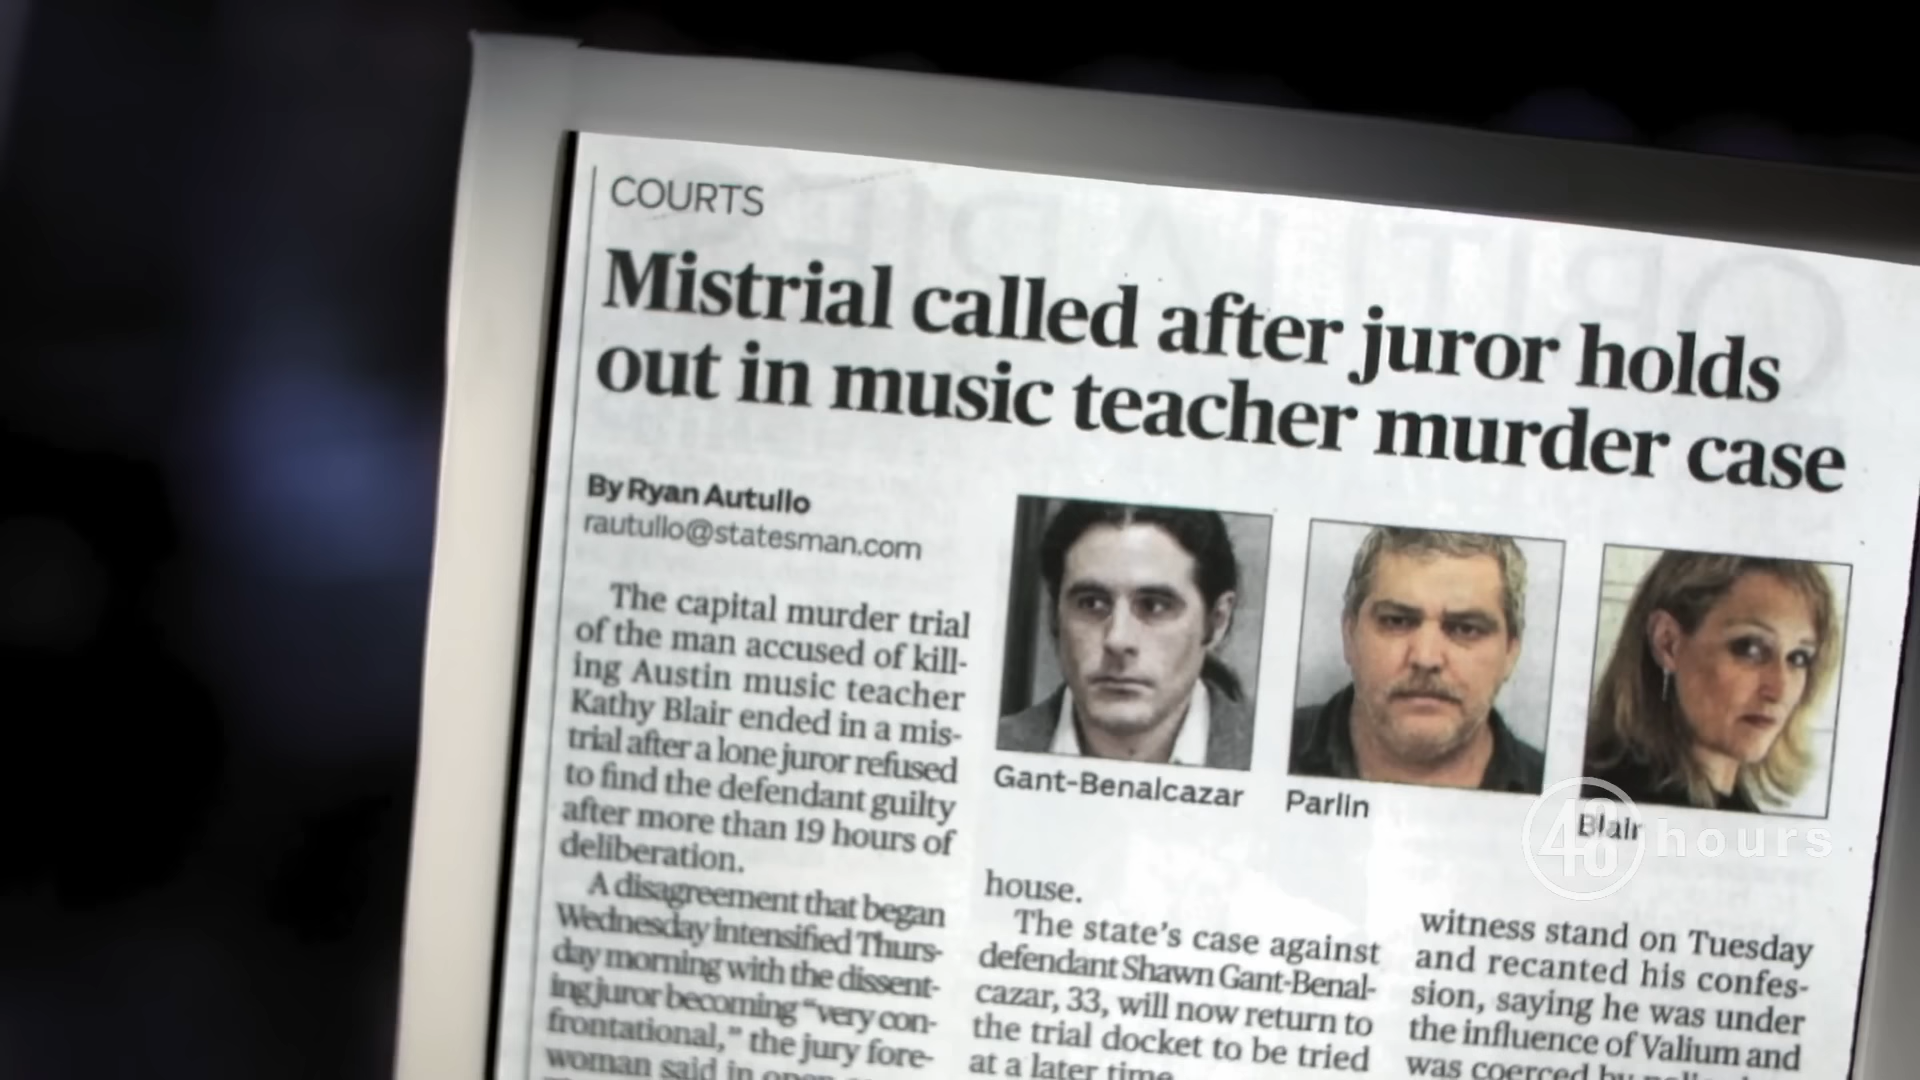 COURTS
Mistrial called after juror holds
out in music teacher murder case
By Ryan Autullo
rautullo@statesman.com
The capital murder trial
of the man accused of kill-
ing Austin music teacher
Kathy Blair ended in a mis-
trial after a lone juror refused
to find the defendant guilty
after more than 19 hours of
deliberation.
A disagreement that began
Wednesday intensified Thurs-
day morning with the dissent-
ing juror becoming "very con-
frontational," the jury fore-
woman said in
Gant-Benalcazar
Parlin
Blair
house.
The state's case against
defendant Shawn Gant-Benal-
cazar, 33, will now return to
the trial docket to be tried
at a later time.
witness stand on Tuesday
and recanted his confes-
sion, saying he was under
the influence of Valium and
was coerced by
48 hours